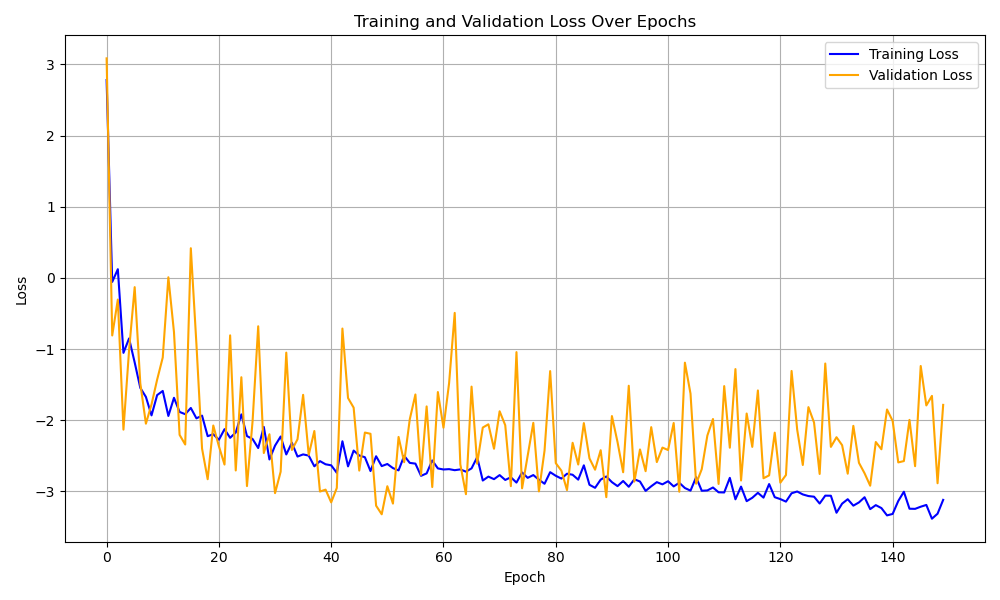 Training and Validation Loss Over Epochs
Training Loss
Validation Loss
3
2
1
0
−1
−2
−3
Loss
0 20 40 60 80 100 120 140
Epoch